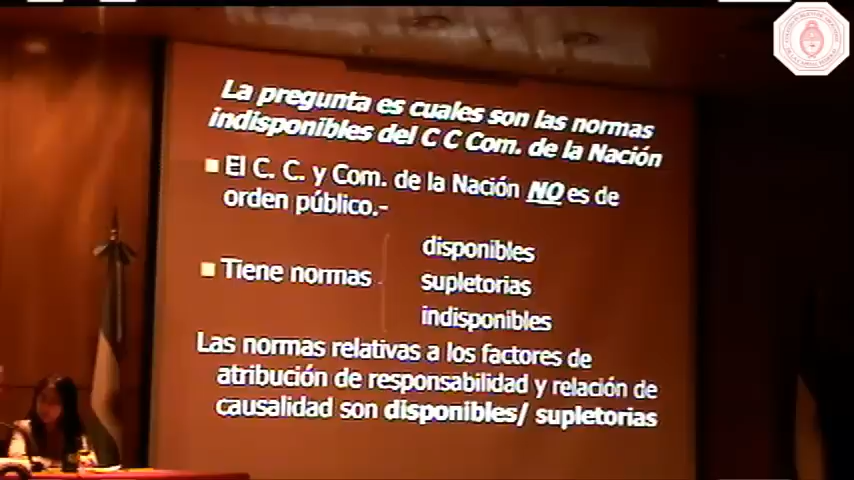 La pregunta es cuales son las normas
indisponibles del C C Com. de la Nación
El C. C. y Com. de la Nación NO es de
orden público.-
disponibles
Tiene normas
supletorias
indisponibles
Las normas relativas a los factores de
atribución de responsabilidad y relación de
causalidad son disponibles/ supletorias